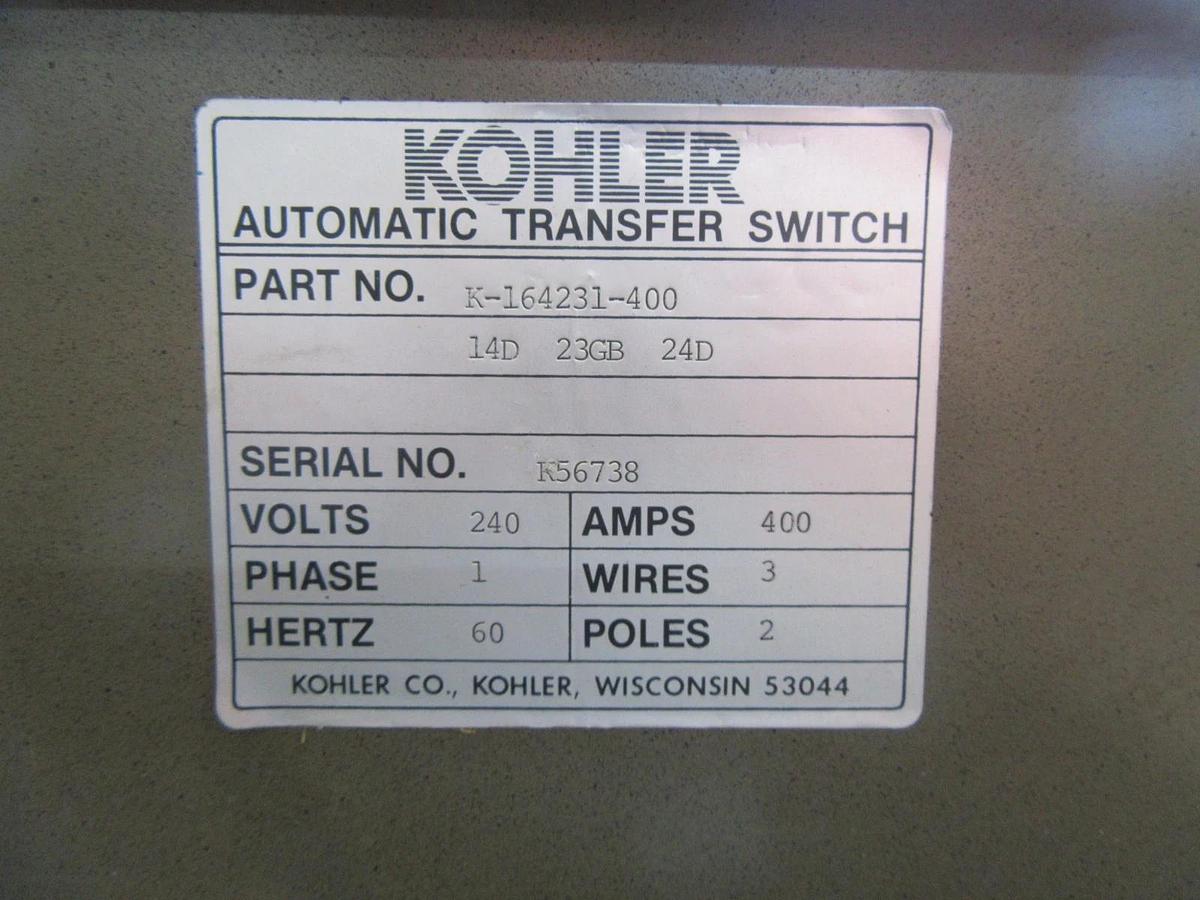 KOHLER
AUTOMATIC TRANSFER SWITCH
PART NO. K-164231-400
14D 23GB 24D
SERIAL NO. K56738
VOLTS 240 AMPS 400
PHASE 1 WIRES 3
HERTZ 60 POLES 2
KOHLER CO., KOHLER, WISCONSIN 53044